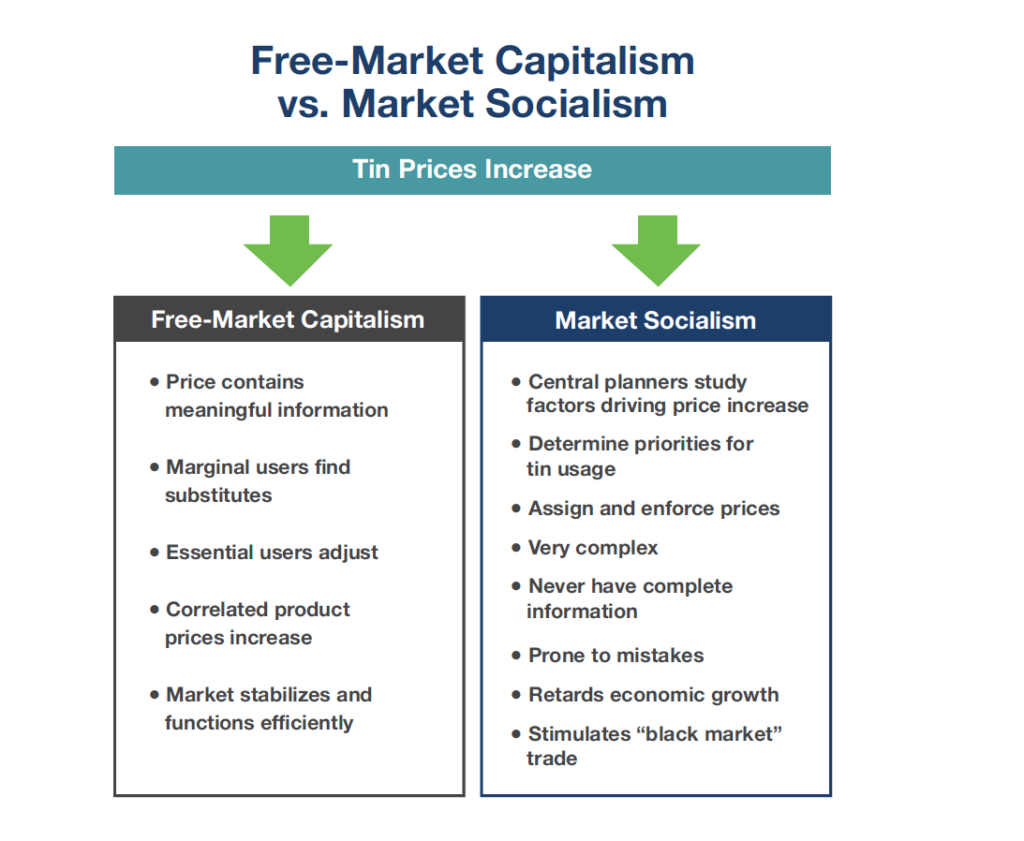 Free-Market Capitalism
vs. Market Socialism
Tin Prices Increase
Free-Market Capitalism
• Price contains
meaningful information
• Marginal users find
substitutes
• Essential users adjust
• Correlated product
prices increase
• Market stabilizes and
functions efficiently
Market Socialism
• Central planners study
factors driving price increase
• Determine priorities for
tin usage
• Assign and enforce prices
• Very complex
• Never have complete
information
• Prone to mistakes
• Retards economic growth
• Stimulates “black market”
trade